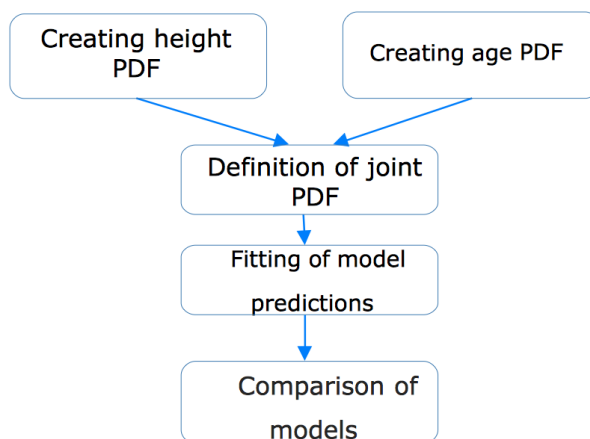 Creating height
PDF
Creating age PDF
Definition of joint
PDF
Fitting of model
predictions
Comparison of
models